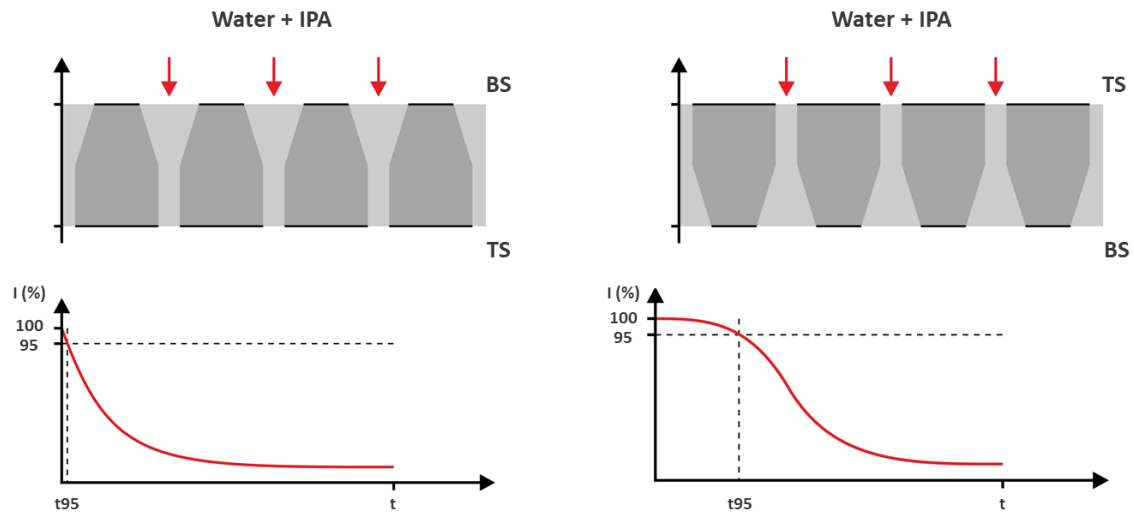 Water + IPA
BS
TS
I (%)
100
95
t95
t
Water + IPA
TS
BS
I (%)
100
95
t95
t